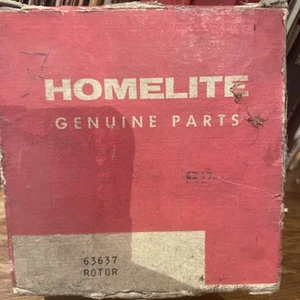 HOMELITE
GENUINE PARTS
63637
ROTOR